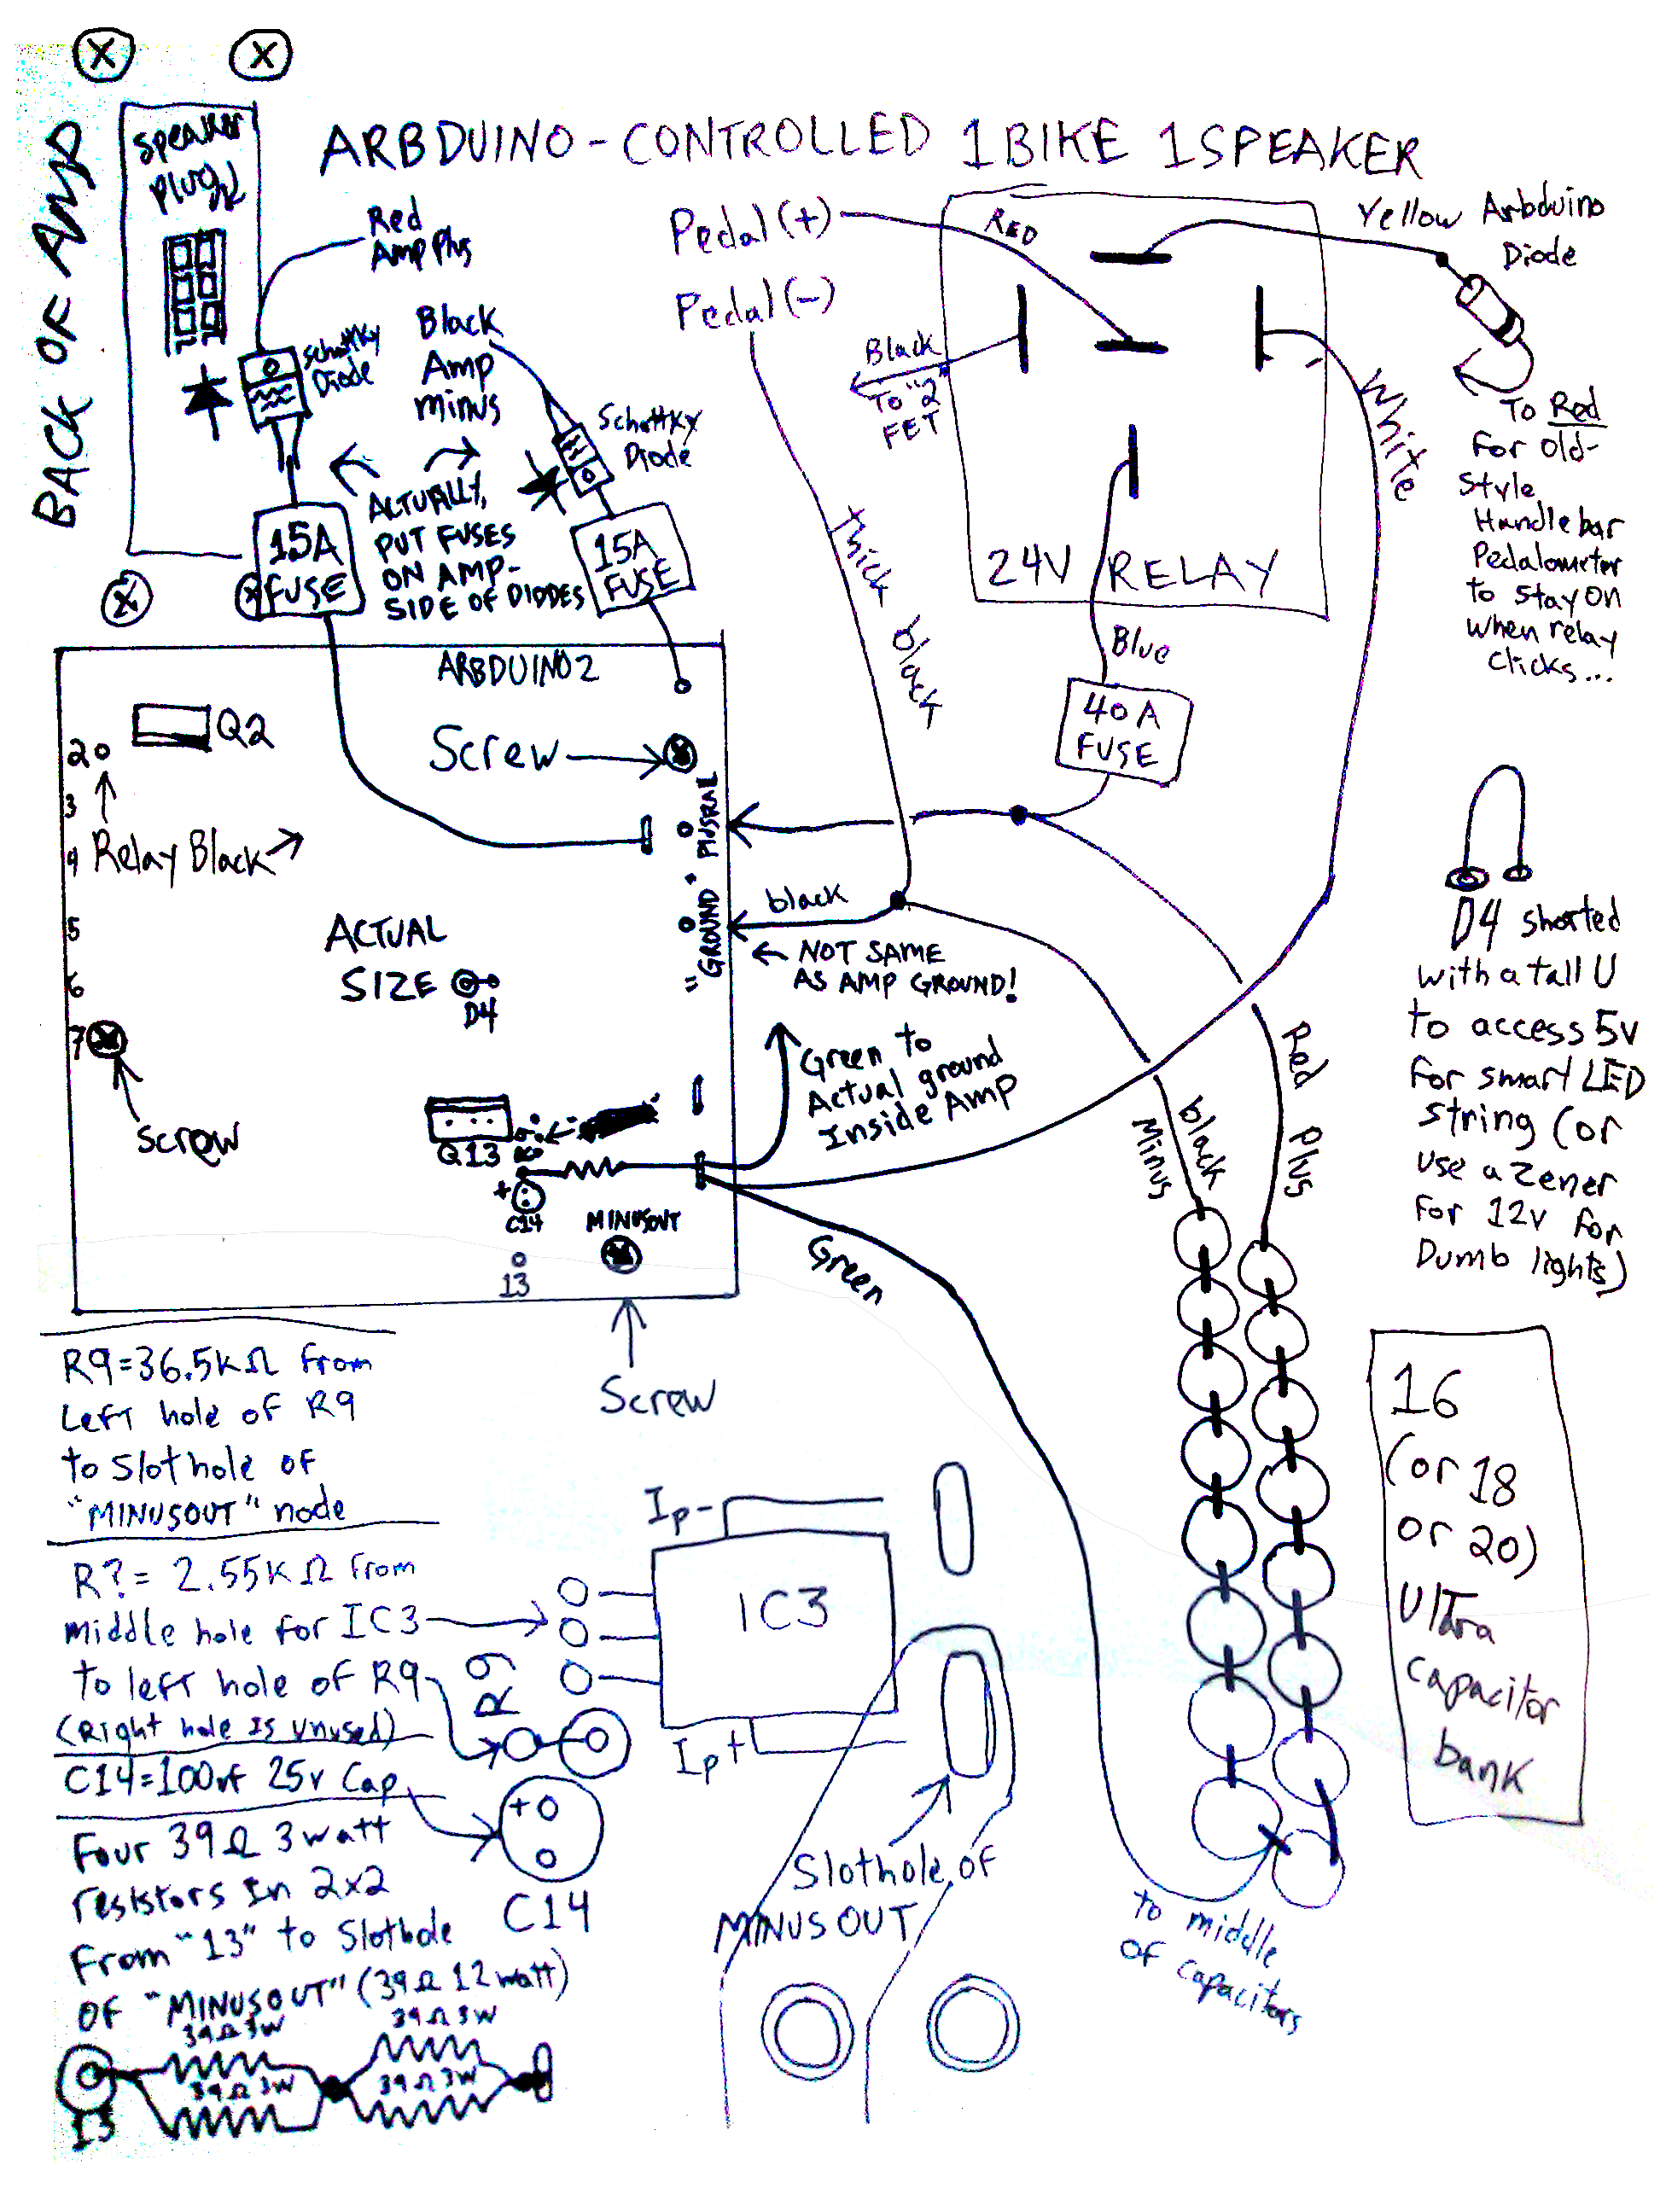 X X
BACK OF AMP
speaker
plug
ARBDUINO-CONTROLLED 1BIKE 1SPEAKER
Red
Amp Plus
Schottky
Diode
Black
Amp
minus
Schottky
Diode
15A
FUSE
15A
FUSE
ACTUALLY,
PUT FUSES
ON AMP-
SIDE OF DIODES
Pedal (+)
Pedal (-)
RED
Black
To "2"
FET
24V RELAY
Yellow Arbduino
Diode
To Red
For Old-
Style
Handlebar
Pedalometer
to stay on
when relay
clicks...
White
thick black
Blue
40A
FUSE
ARBDUINO2
Q2
Screw
2
3
4
5
6
7
Relay Black
PLUSRAIL
"GROUND"
black
NOT SAME
AS AMP GROUND!
ACTUAL
SIZE
D4
Screw
Green to
Actual ground
Inside Amp
Q13
+
C14
MINUSOUT
13
Screw
Green
black
Minus
Red Plus
D4 shorted
with a tall U
to access 5v
For smart LED
string (or
use a zener
For 12v For
Dumb lights)
R9=36.5KΩ From
Left hole of R9
to Slothole of
"MINUSOUT" node
R?= 2.55KΩ From
middle hole for IC3
to left hole of R9
(Right hole is unused)
C14=100uf 25v Cap
Four 39Ω 3watt
resistors in 2x2
From "13" to Slothole
of "MINUSOUT" (39Ω 12watt)
39Ω 3W
39Ω 3W
39Ω 3W
39Ω 3W
13
Ip-
IC3
Ip+
R9
+
C14
Slothole of
MINUSOUT
to middle
of capacitors
16
(or 18
or 20)
Ultra
capacitor
bank